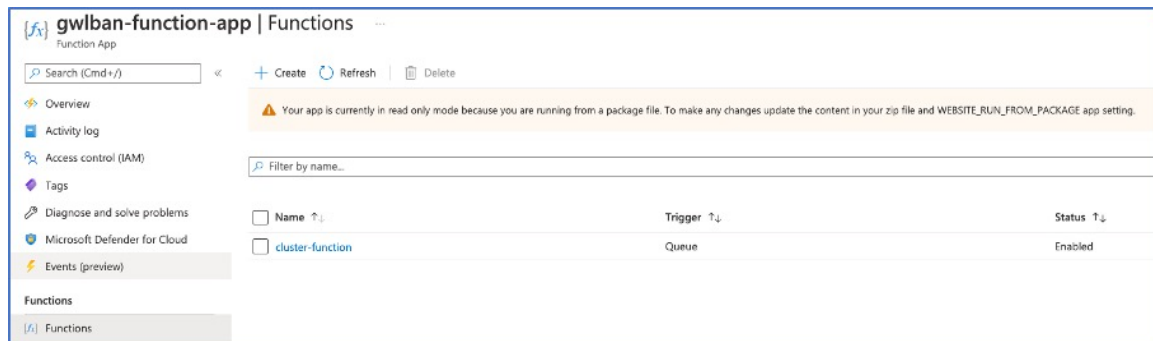 gwlban-function-app | Functions ...
Function App
Search (Cmd+/)
«
+ Create Refresh | Delete
Overview
Activity log
Access control (IAM)
Tags
Diagnose and solve problems
Microsoft Defender for Cloud
Events (preview)
Functions
Functions
Your app is currently in read only mode because you are running from a package file. To make any changes update the content in your zip file and WEBSITE_RUN_FROM_PACKAGE app setting.
Filter by name...
Name ↑↓ Trigger ↑↓ Status ↑↓
cluster-function Queue Enabled